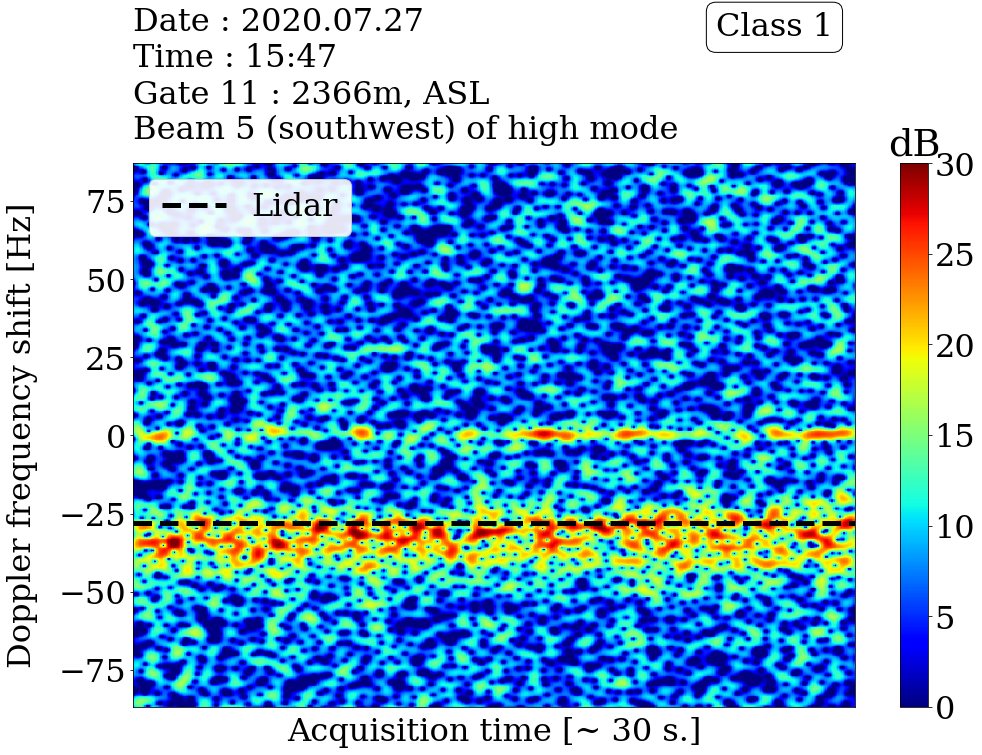 Date : 2020.07.27
Time : 15:47
Gate 11 : 2366m, ASL
Beam 5 (southwest) of high mode
Class 1
dB
Lidar
Doppler frequency shift [Hz]
75
50
25
0
−25
−50
−75
30
25
20
15
10
5
0
Acquisition time [~ 30 s.]